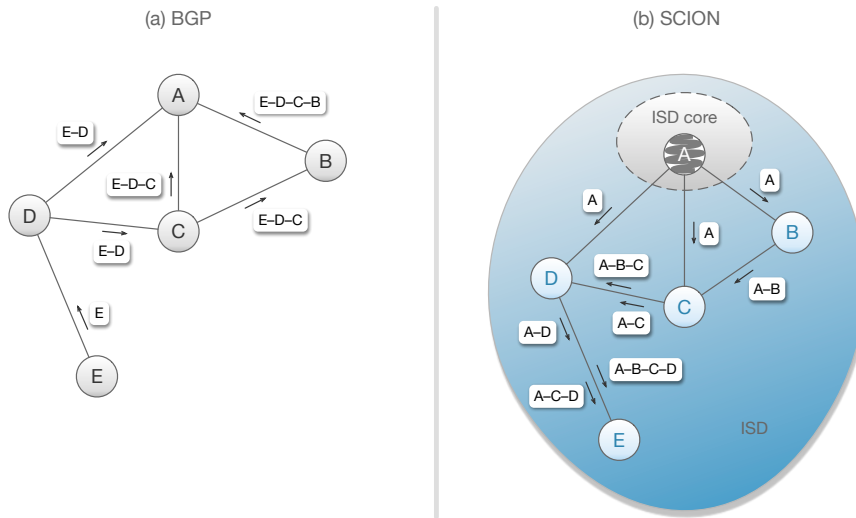 (a) BGP
A
E–D–C–B
E–D
B
E–D–C
D
C
E–D–C
E–D
E
E
(b) SCION
ISD core
A
A
A
A
B
A–B–C
D
A–B
C
A–C
A–D
A–B–C–D
A–C–D
E
ISD